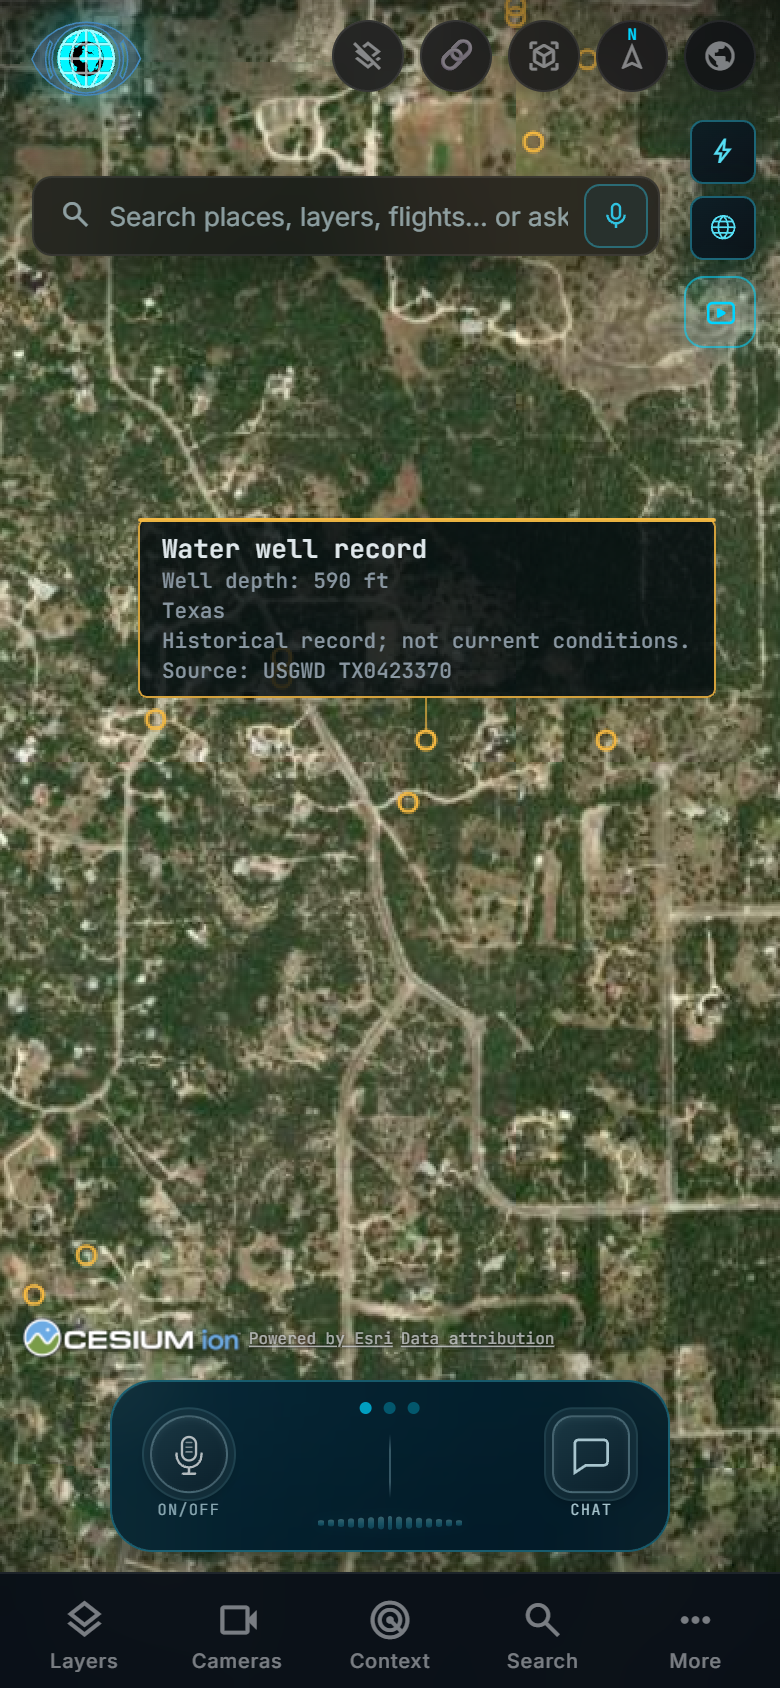 N
Search places, layers, flights... or ask
Water well record
Well depth: 590 ft
Texas
Historical record; not current conditions.
Source: USGWD TX0423370
CESIUM ion Powered by Esri Data attribution
ON/OFF
CHAT
Layers
Cameras
Context
Search
More